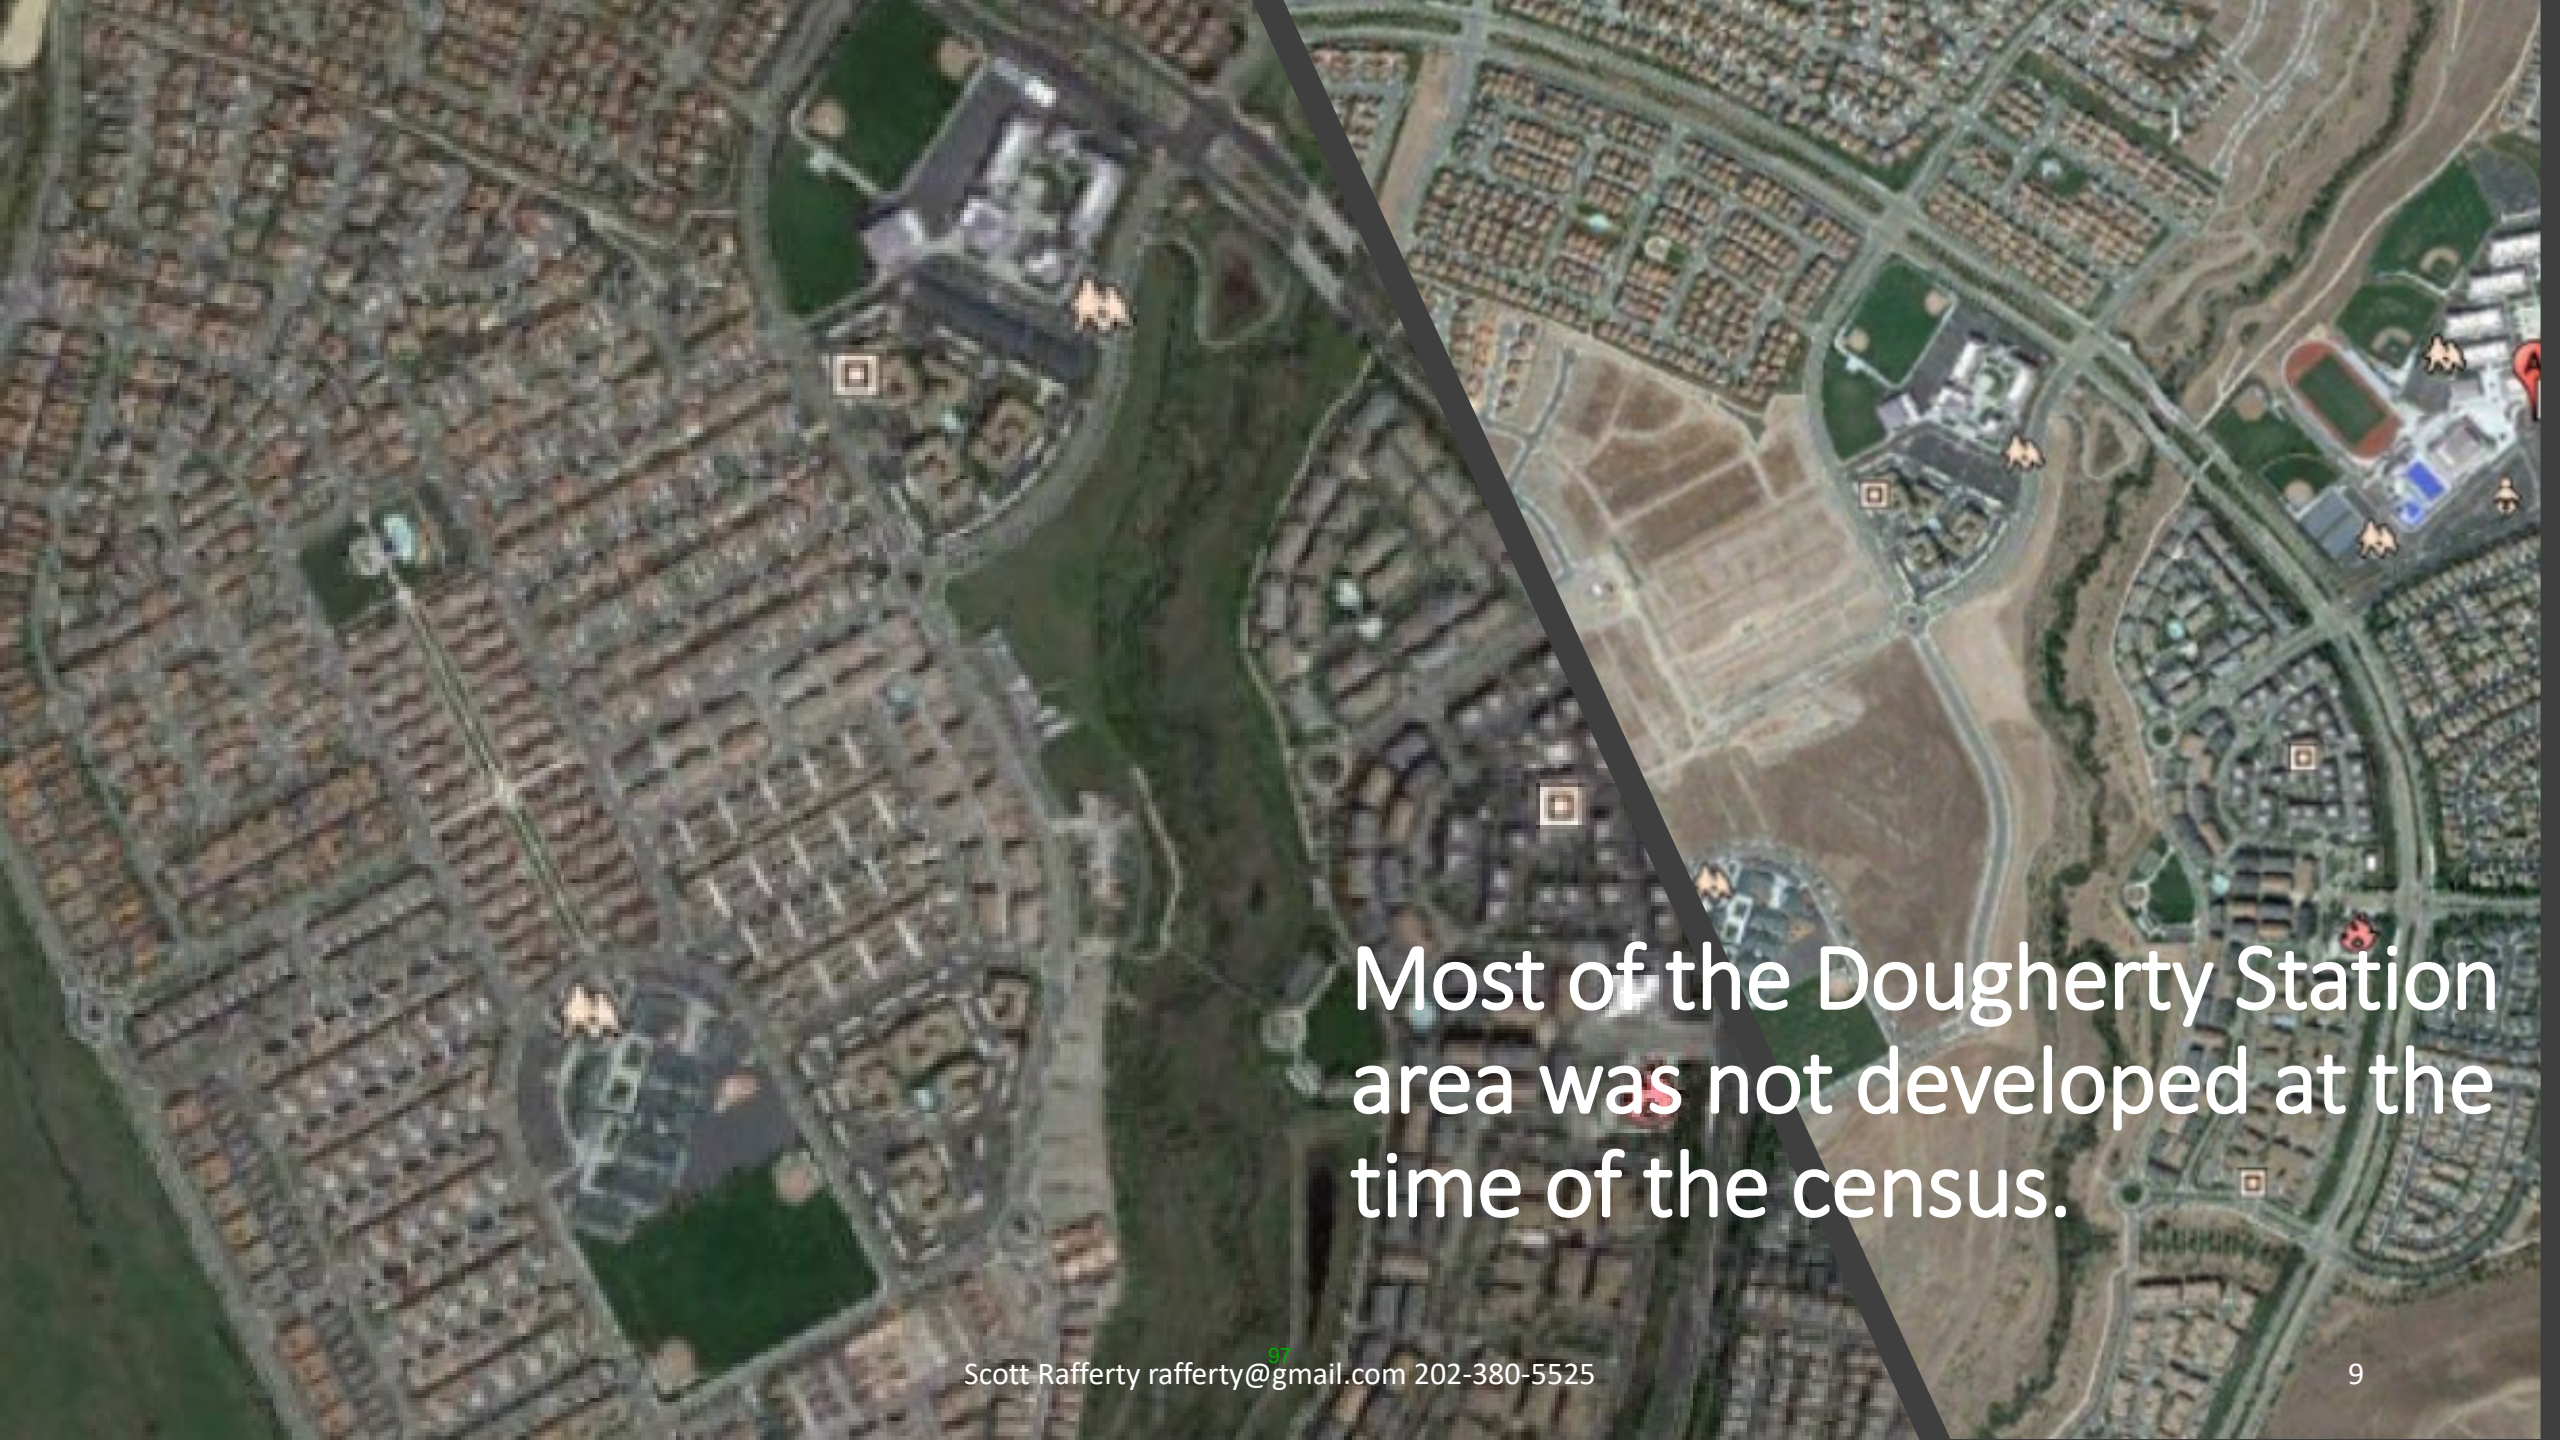 Most of the Dougherty Station
area was not developed at the
time of the census.
97
Scott Rafferty rafferty@gmail.com 202-380-5525
9